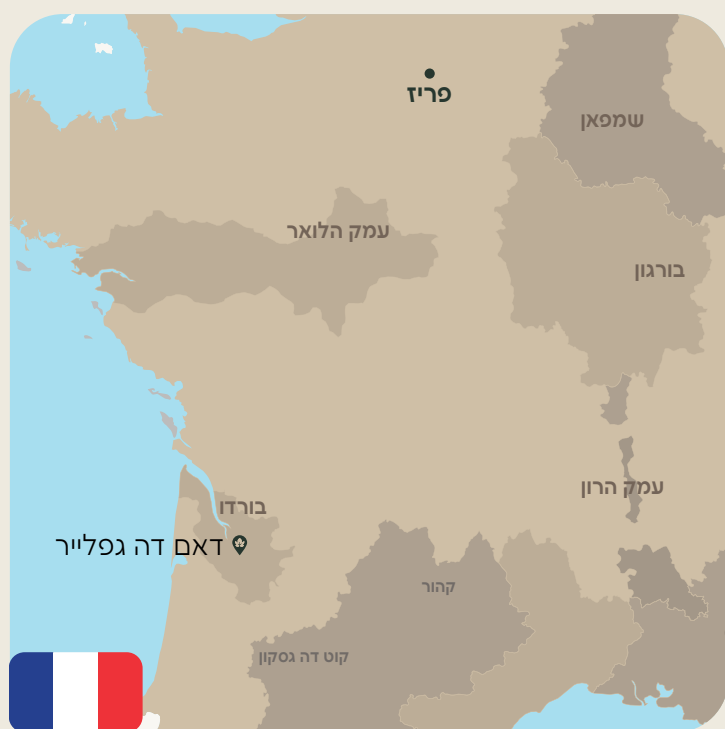 פריז
שמפאן
עמק הלואר
בורגון
עמק הרון
בורדו
דאם דה גפלייר
קהור
קוט דה גסקון